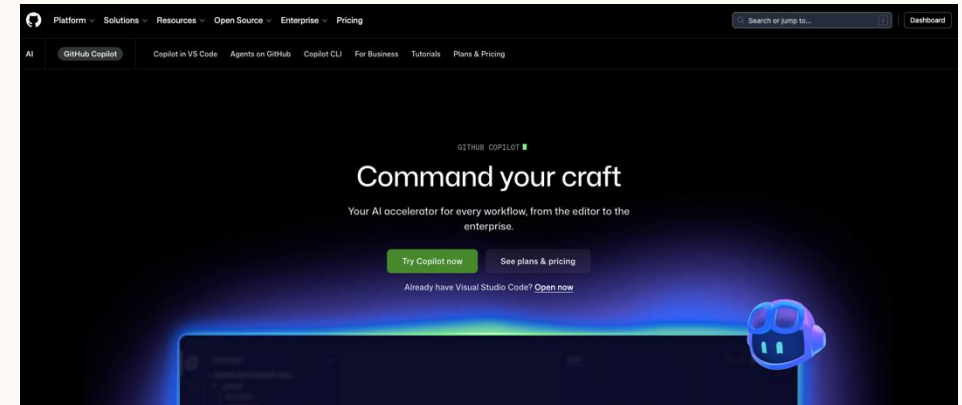 Platform Solutions Resources Open Source Enterprise Pricing Search or jump to... / Dashboard
AI GitHub Copilot Copilot in VS Code Agents on GitHub Copilot CLI For Business Tutorials Plans & Pricing
GITHUB COPILOT
Command your craft
Your AI accelerator for every workflow, from the editor to the
enterprise.
Try Copilot now See plans & pricing
Already have Visual Studio Code? Open now